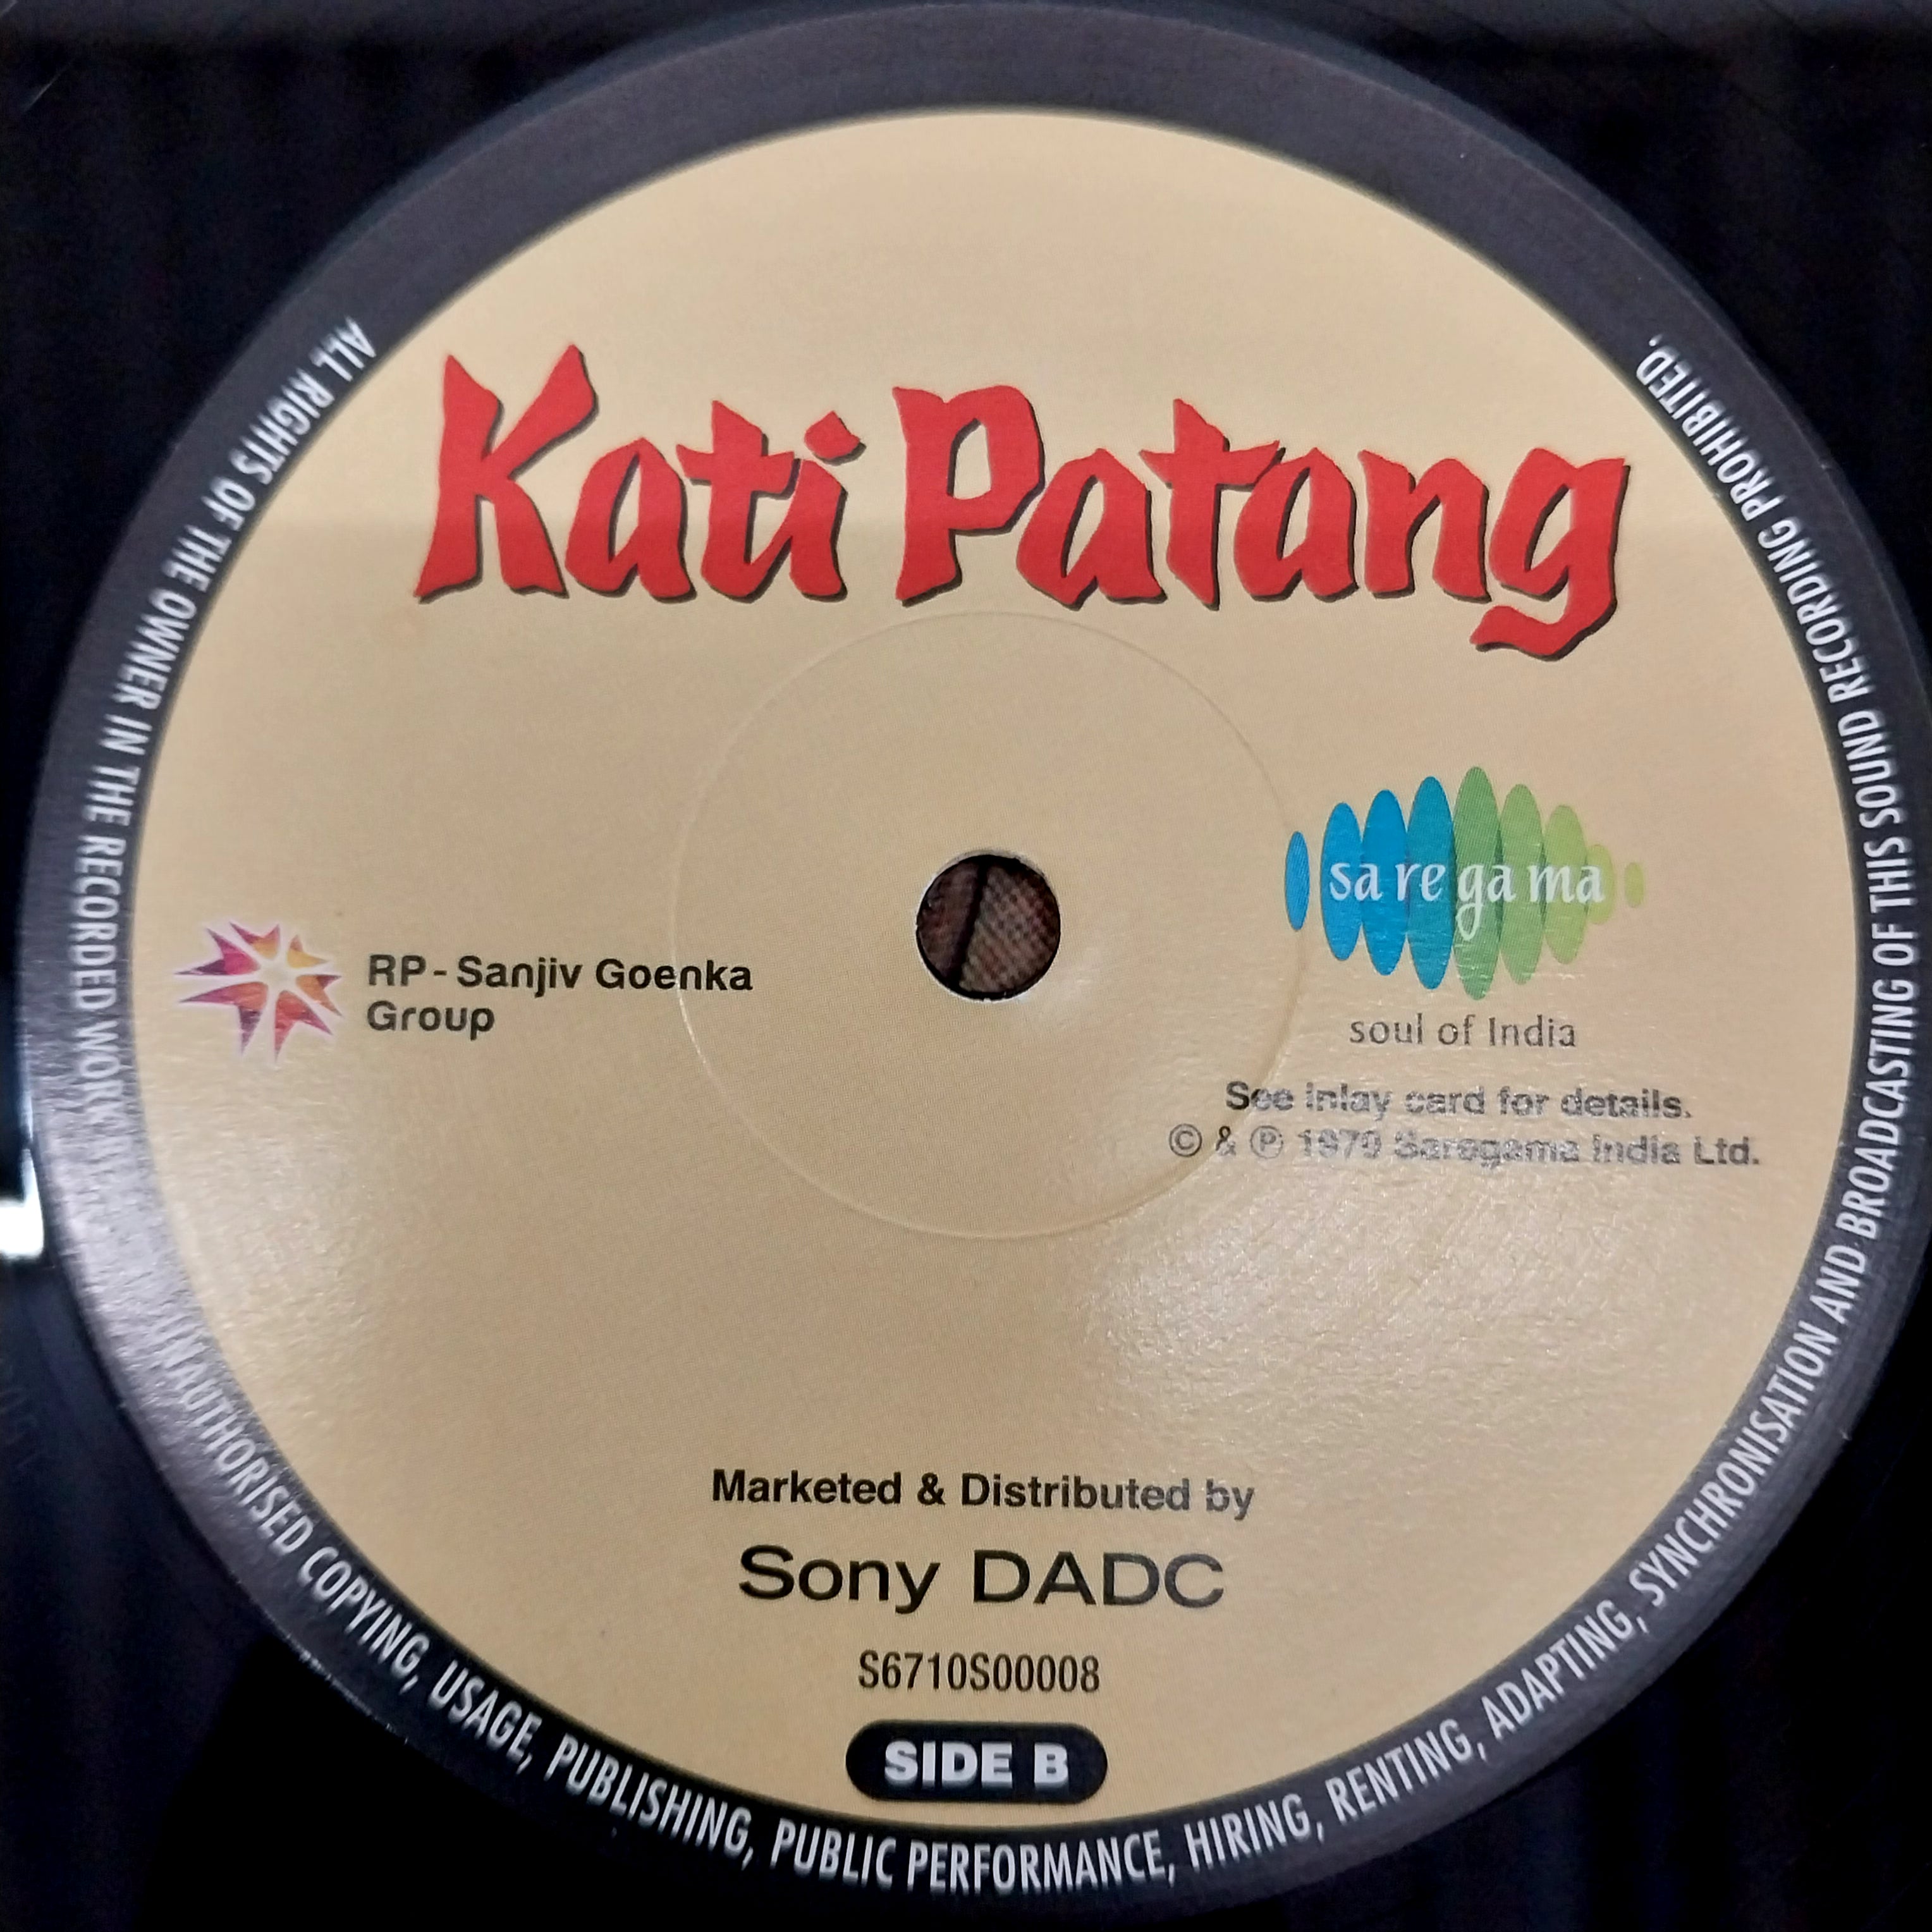 Kati Patang
sa re ga ma
soul of India
RP - Sanjiv Goenka
Group
See inlay card for details.
© & ℗ 1970 Saregama India Ltd.
Marketed & Distributed by
Sony DADC
S6710S00008
SIDE B
ALL RIGHTS OF THE OWNER IN THE RECORDED WORK UNAUTHORISED COPYING, USAGE, PUBLISHING, PUBLIC PERFORMANCE, HIRING, RENTING, ADAPTING, SYNCHRONISATION AND BROADCASTING OF THIS SOUND RECORDING PROHIBITED.